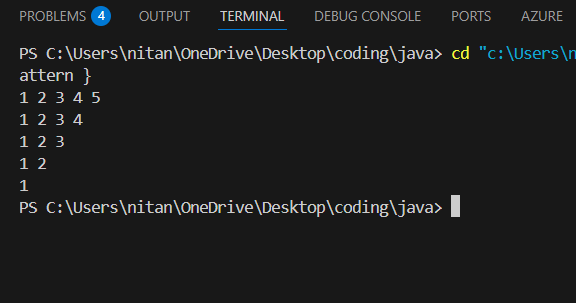 PROBLEMS 4 OUTPUT TERMINAL DEBUG CONSOLE PORTS AZURE
PS C:\Users\nitan\OneDrive\Desktop\coding\java> cd "c:\Users\n
attern }
1 2 3 4 5
1 2 3 4
1 2 3
1 2
1
PS C:\Users\nitan\OneDrive\Desktop\coding\java>